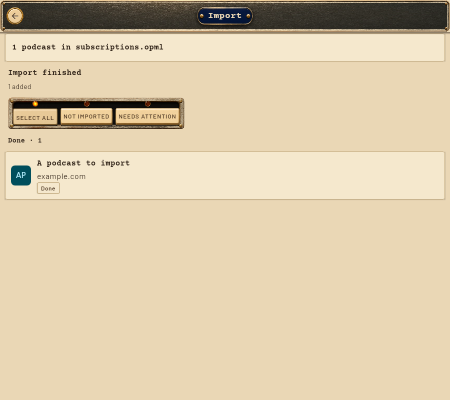 Import
1 podcast in subscriptions.opml
Import finished
1 added
SELECT ALL NOT IMPORTED NEEDS ATTENTION
Done · 1
AP
A podcast to import
example.com
Done